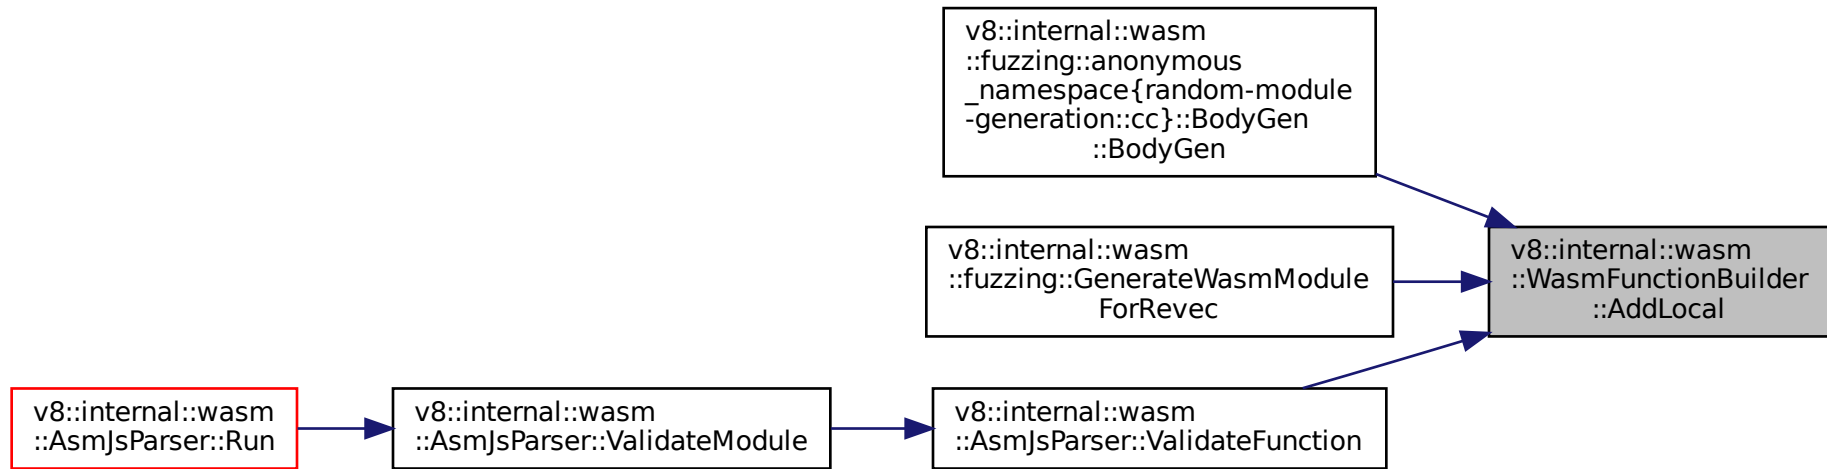 v8::internal::wasm
::fuzzing::anonymous
_namespace{random-module
-generation::cc}::BodyGen
::BodyGen
v8::internal::wasm
::fuzzing::GenerateWasmModule
ForRevec
v8::internal::wasm
::WasmFunctionBuilder
::AddLocal
v8::internal::wasm
::AsmJsParser::Run
v8::internal::wasm
::AsmJsParser::ValidateModule
v8::internal::wasm
::AsmJsParser::ValidateFunction